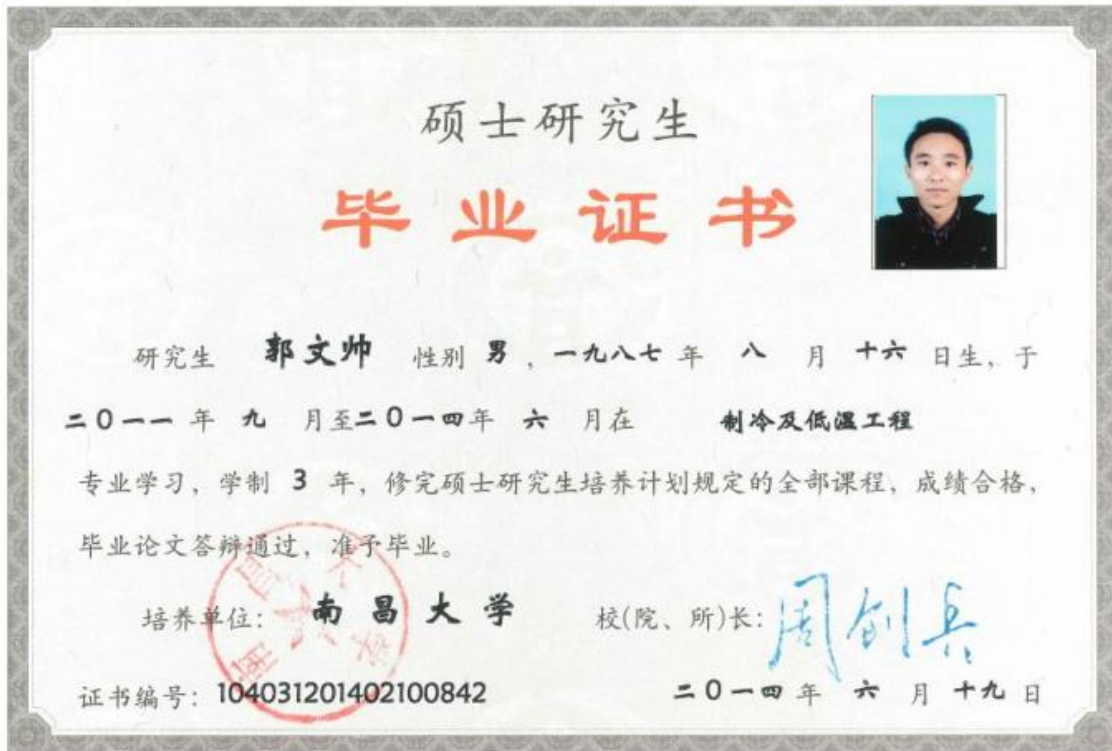 硕士研究生
毕业证书
研究生 郭文帅 性别 男，一九八七 年 八 月 十六 日生，于
二〇一一 年 九 月至二〇一四年 六 月在 制冷及低温工程
专业学习，学制 3 年，修完硕士研究生培养计划规定的全部课程，成绩合格，
毕业论文答辩通过，准予毕业。
培养单位：南昌大学 校(院、所)长：周创兵
南昌大学
证书编号：104031201402100842 二〇一四 年 六 月 十九 日